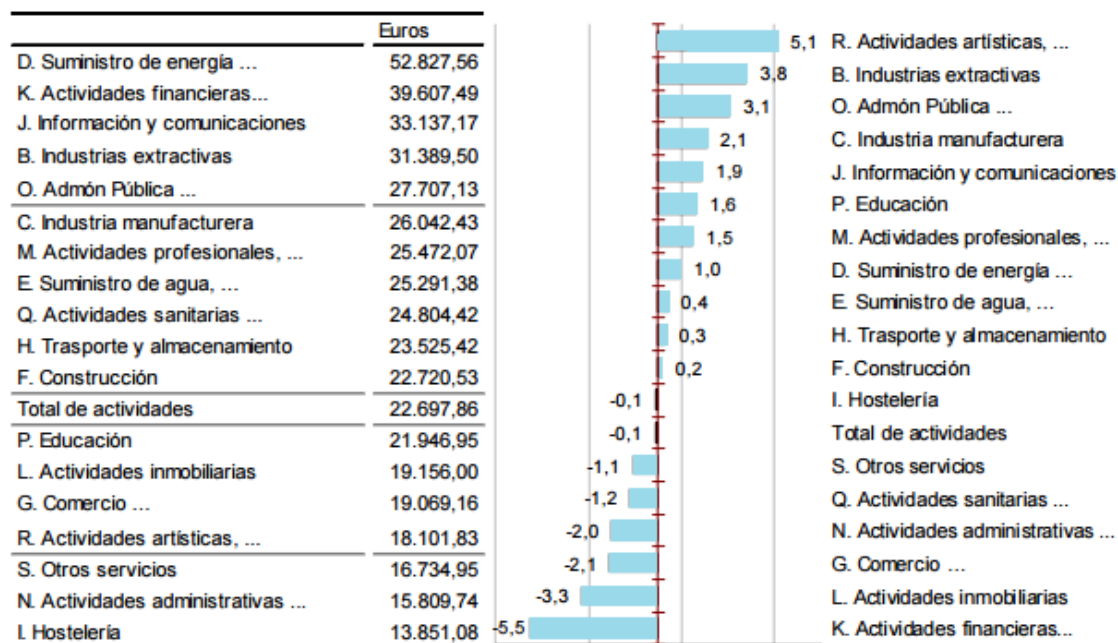 Euros
D. Suministro de energía ... 52.827,56
K. Actividades financieras... 39.607,49
J. Información y comunicaciones 33.137,17
B. Industrias extractivas 31.389,50
O. Admón Pública ... 27.707,13
C. Industria manufacturera 26.042,43
M. Actividades profesionales, ... 25.472,07
E. Suministro de agua, ... 25.291,38
Q. Actividades sanitarias ... 24.804,42
H. Trasporte y almacenamiento 23.525,42
F. Construcción 22.720,53
Total de actividades 22.697,86
P. Educación 21.946,95
L. Actividades inmobiliarias 19.156,00
G. Comercio ... 19.069,16
R. Actividades artísticas, ... 18.101,83
S. Otros servicios 16.734,95
N. Actividades administrativas ... 15.809,74
I. Hostelería 13.851,08
5,1 R. Actividades artísticas, ...
3,8 B. Industrias extractivas
3,1 O. Admón Pública ...
2,1 C. Industria manufacturera
1,9 J. Información y comunicaciones
1,6 P. Educación
1,5 M. Actividades profesionales, ...
1,0 D. Suministro de energía ...
0,4 E. Suministro de agua, ...
0,3 H. Trasporte y almacenamiento
0,2 F. Construcción
-0,1 I. Hostelería
-0,1 Total de actividades
-1,1 S. Otros servicios
-1,2 Q. Actividades sanitarias ...
-2,0 N. Actividades administrativas ...
-2,1 G. Comercio ...
-3,3 L. Actividades inmobiliarias
-5,5 K. Actividades financieras...